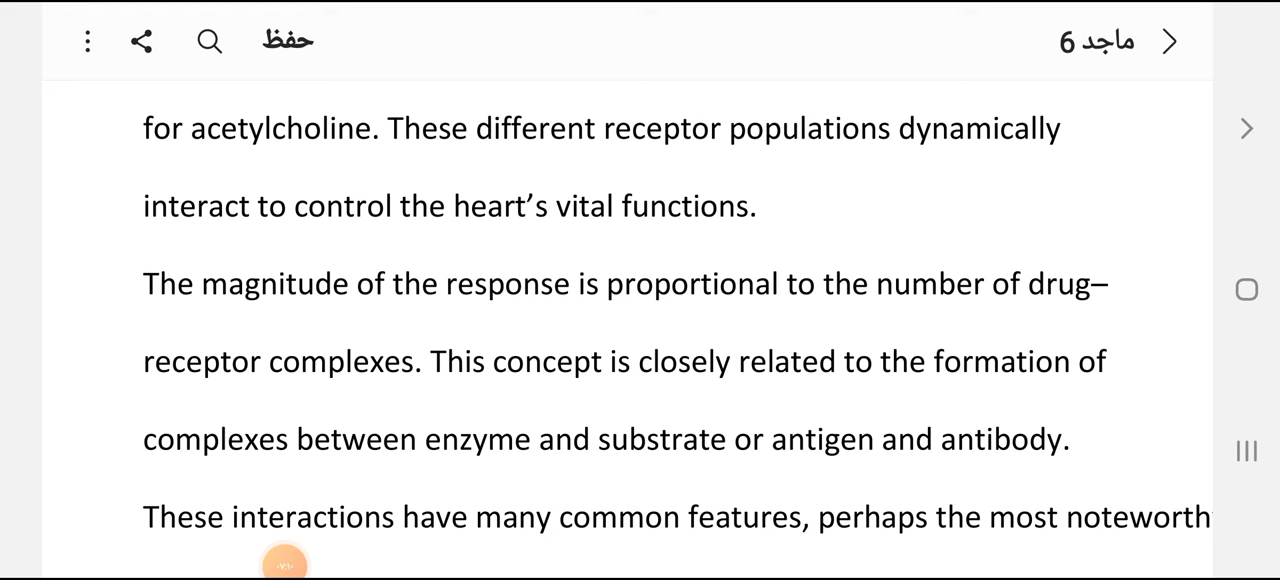 حفظ
ماجد 6
for acetylcholine. These different receptor populations dynamically
interact to control the heart’s vital functions.
The magnitude of the response is proportional to the number of drug–
receptor complexes. This concept is closely related to the formation of
complexes between enzyme and substrate or antigen and antibody.
These interactions have many common features, perhaps the most noteworth